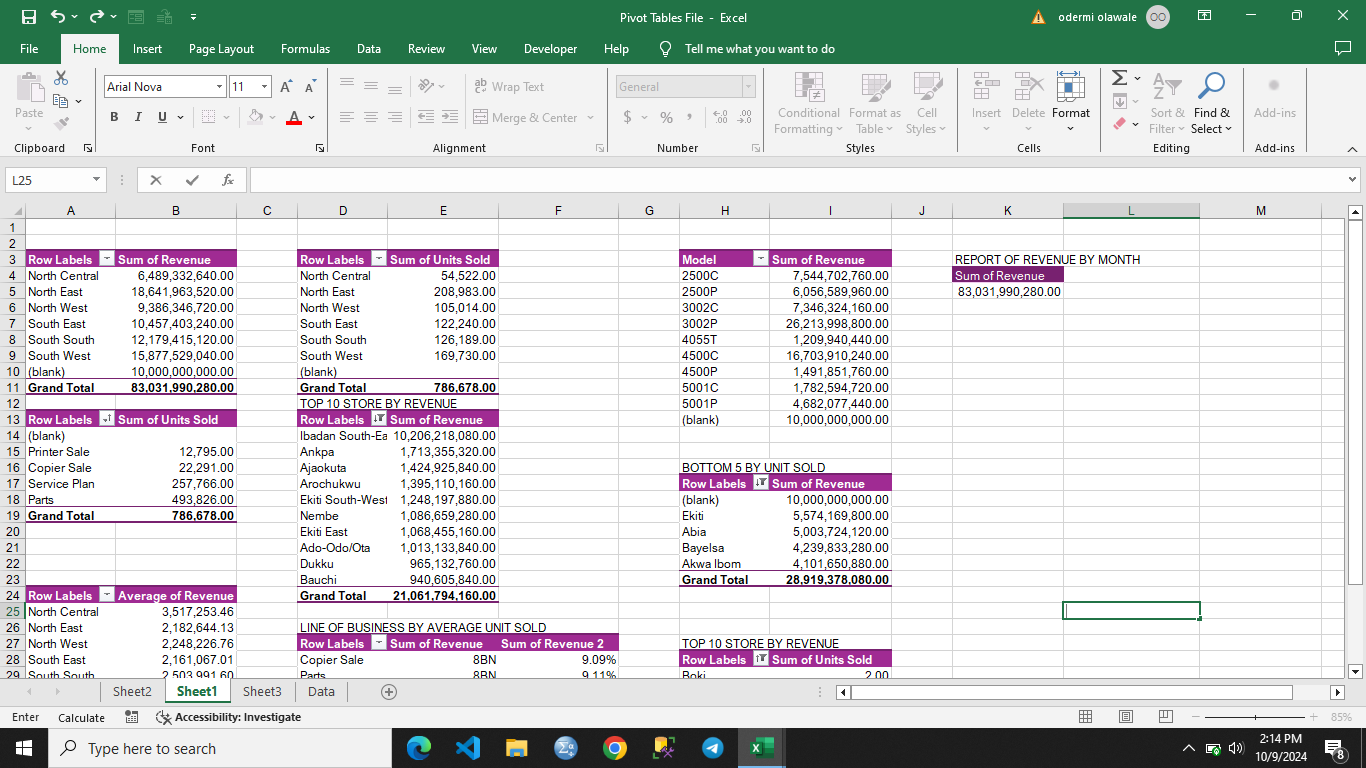 Pivot Tables File - Excel
odermi olawale OO
File Home Insert Page Layout Formulas Data Review View Developer Help Tell me what you want to do
Paste
Clipboard
Arial Nova 11 A A
B I U A
Font
ab Wrap Text
Merge & Center
Alignment
General
$ % ,
Number
Conditional Formatting
Format as Table
Cell Styles
Styles
Insert Delete Format
Cells
Sort & Filter
Find & Select
Editing
Add-ins
Add-ins
L25 fx
A B C D E F G H I J K L M
1
2
3 Row Labels Sum of Revenue Row Labels Sum of Units Sold Model Sum of Revenue REPORT OF REVENUE BY MONTH
4 North Central 6,489,332,640.00 North Central 54,522.00 2500C 7,544,702,760.00 Sum of Revenue
5 North East 18,641,963,520.00 North East 208,983.00 2500P 6,056,589,960.00 83,031,990,280.00
6 North West 9,386,346,720.00 North West 105,014.00 3002C 7,346,324,160.00
7 South East 10,457,403,240.00 South East 122,240.00 3002P 26,213,998,800.00
8 South South 12,179,415,120.00 South South 126,189.00 4055T 1,209,940,440.00
9 South West 15,877,529,040.00 South West 169,730.00 4500C 16,703,910,240.00
10 (blank) 10,000,000,000.00 (blank) 4500P 1,491,851,760.00
11 Grand Total 83,031,990,280.00 Grand Total 786,678.00 5001C 1,782,594,720.00
12 TOP 10 STORE BY REVENUE 5001P 4,682,077,440.00
13 Row Labels Sum of Units Sold Row Labels Sum of Revenue (blank) 10,000,000,000.00
14 (blank) Ibadan South-Ea 10,206,218,080.00
15 Printer Sale 12,795.00 Ankpa 1,713,355,320.00
16 Copier Sale 22,291.00 Ajaokuta 1,424,925,840.00 BOTTOM 5 BY UNIT SOLD
17 Service Plan 257,766.00 Arochukwu 1,395,110,160.00 Row Labels Sum of Revenue
18 Parts 493,826.00 Ekiti South-West 1,248,197,880.00 (blank) 10,000,000,000.00
19 Grand Total 786,678.00 Nembe 1,086,659,280.00 Ekiti 5,574,169,800.00
20 Ekiti East 1,068,455,160.00 Abia 5,003,724,120.00
21 Ado-Odo/Ota 1,013,133,840.00 Bayelsa 4,239,833,280.00
22 Dukku 965,132,760.00 Akwa Ibom 4,101,650,880.00
23 Bauchi 940,605,840.00 Grand Total 28,919,378,080.00
24 Row Labels Average of Revenue Grand Total 21,061,794,160.00
25 North Central 3,517,253.46
26 North East 2,182,644.13 LINE OF BUSINESS BY AVERAGE UNIT SOLD
27 North West 2,248,226.76 Row Labels Sum of Revenue Sum of Revenue 2 TOP 10 STORE BY REVENUE
28 South East 2,161,067.01 Copier Sale 8BN 9.09% Row Labels Sum of Units Sold
29 South South 2,503,991.60 Parts 8BN 9.11% Boki 2.00
Sheet2 Sheet1 Sheet3 Data
Enter Calculate Accessibility: Investigate 85%
Type here to search
2:14 PM
10/9/2024
8